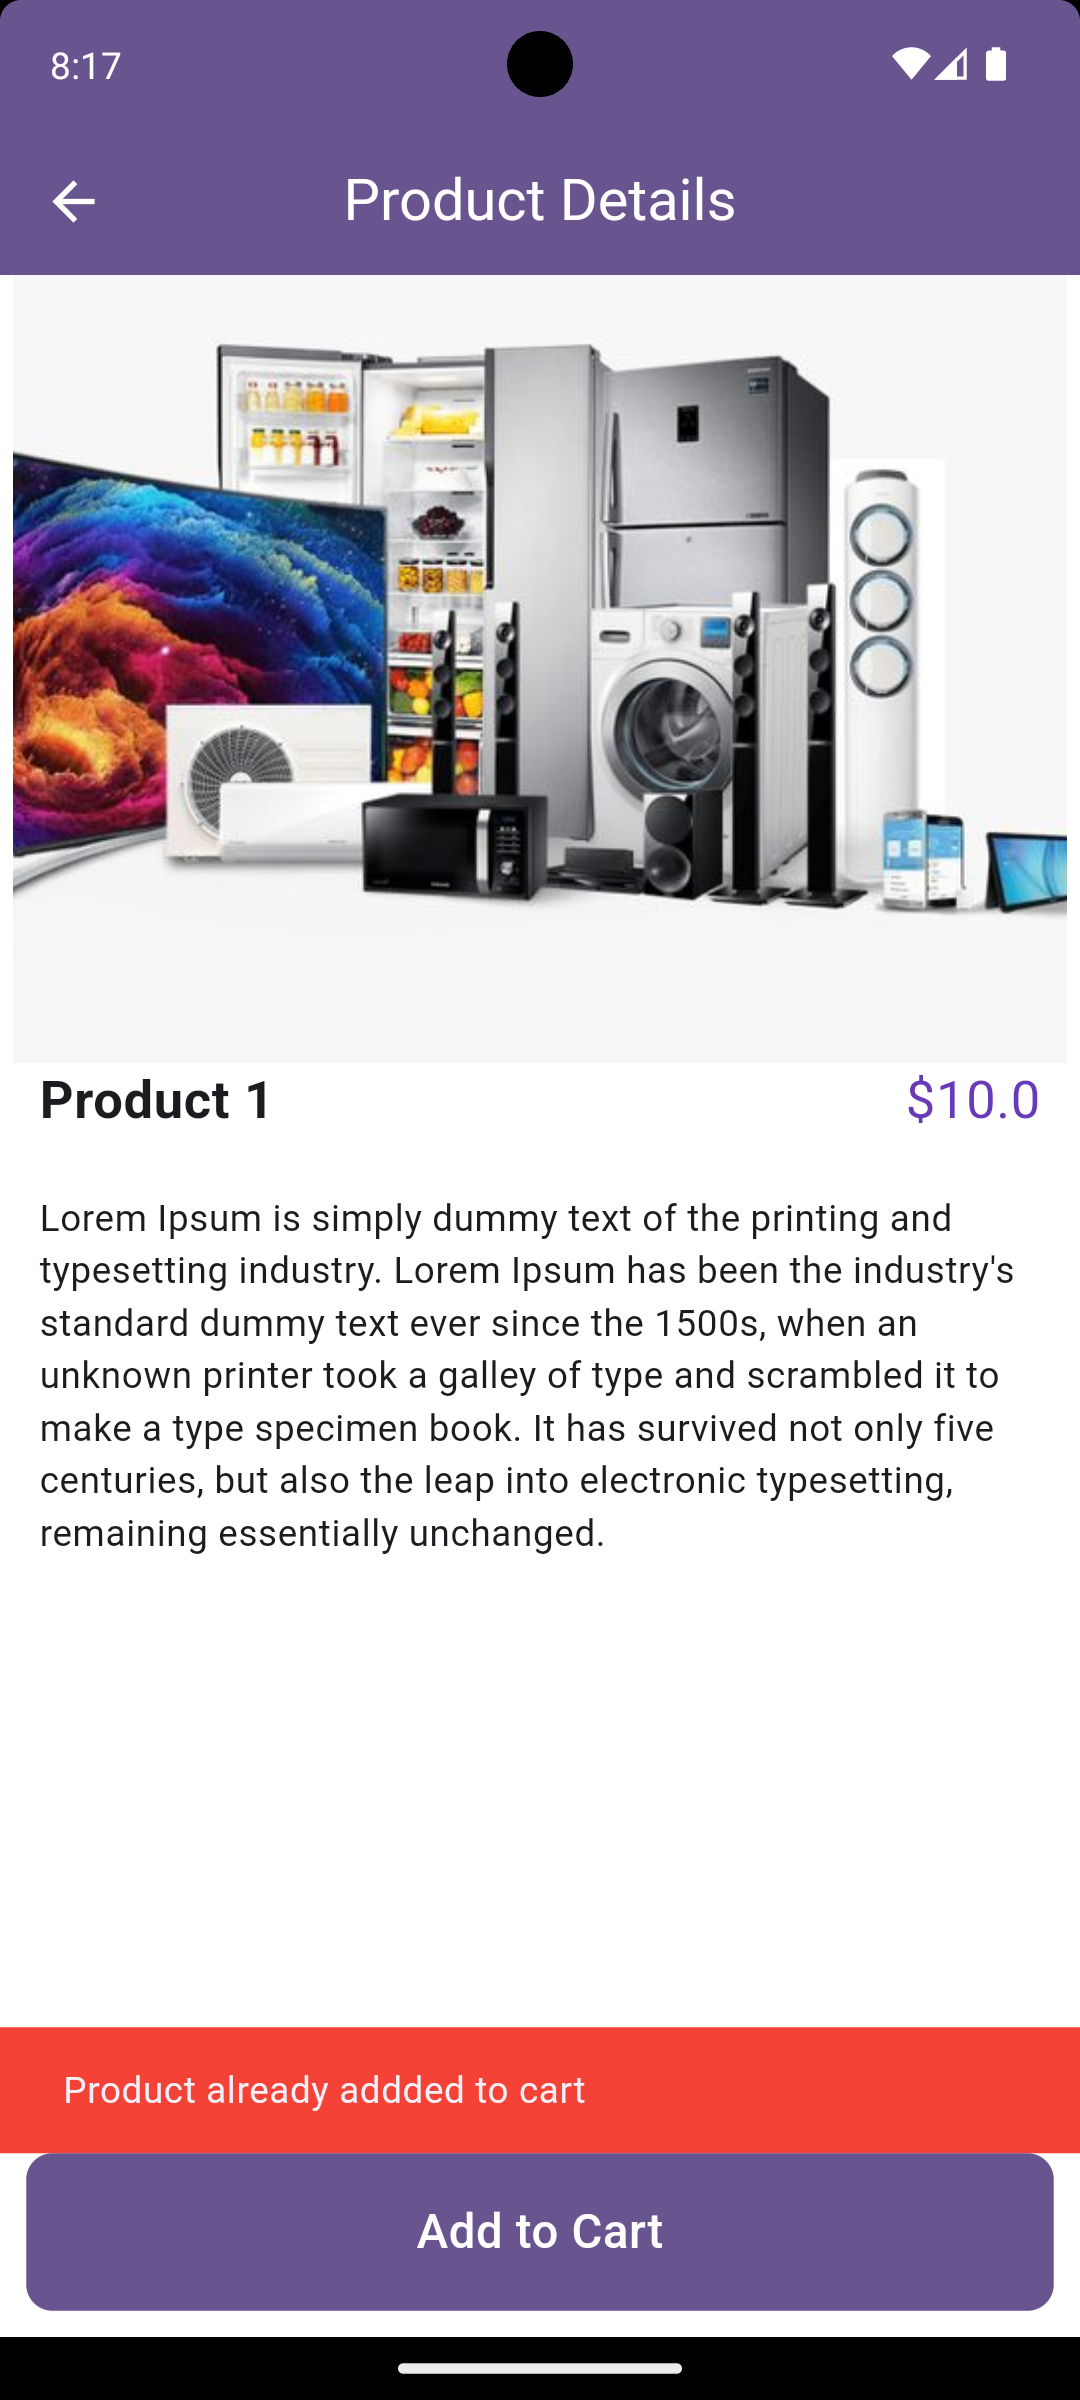 8:17
Product Details
Product 1
$10.0
Lorem Ipsum is simply dummy text of the printing and
typesetting industry. Lorem Ipsum has been the industry's
standard dummy text ever since the 1500s, when an
unknown printer took a galley of type and scrambled it to
make a type specimen book. It has survived not only five
centuries, but also the leap into electronic typesetting,
remaining essentially unchanged.
Product already addded to cart
Add to Cart